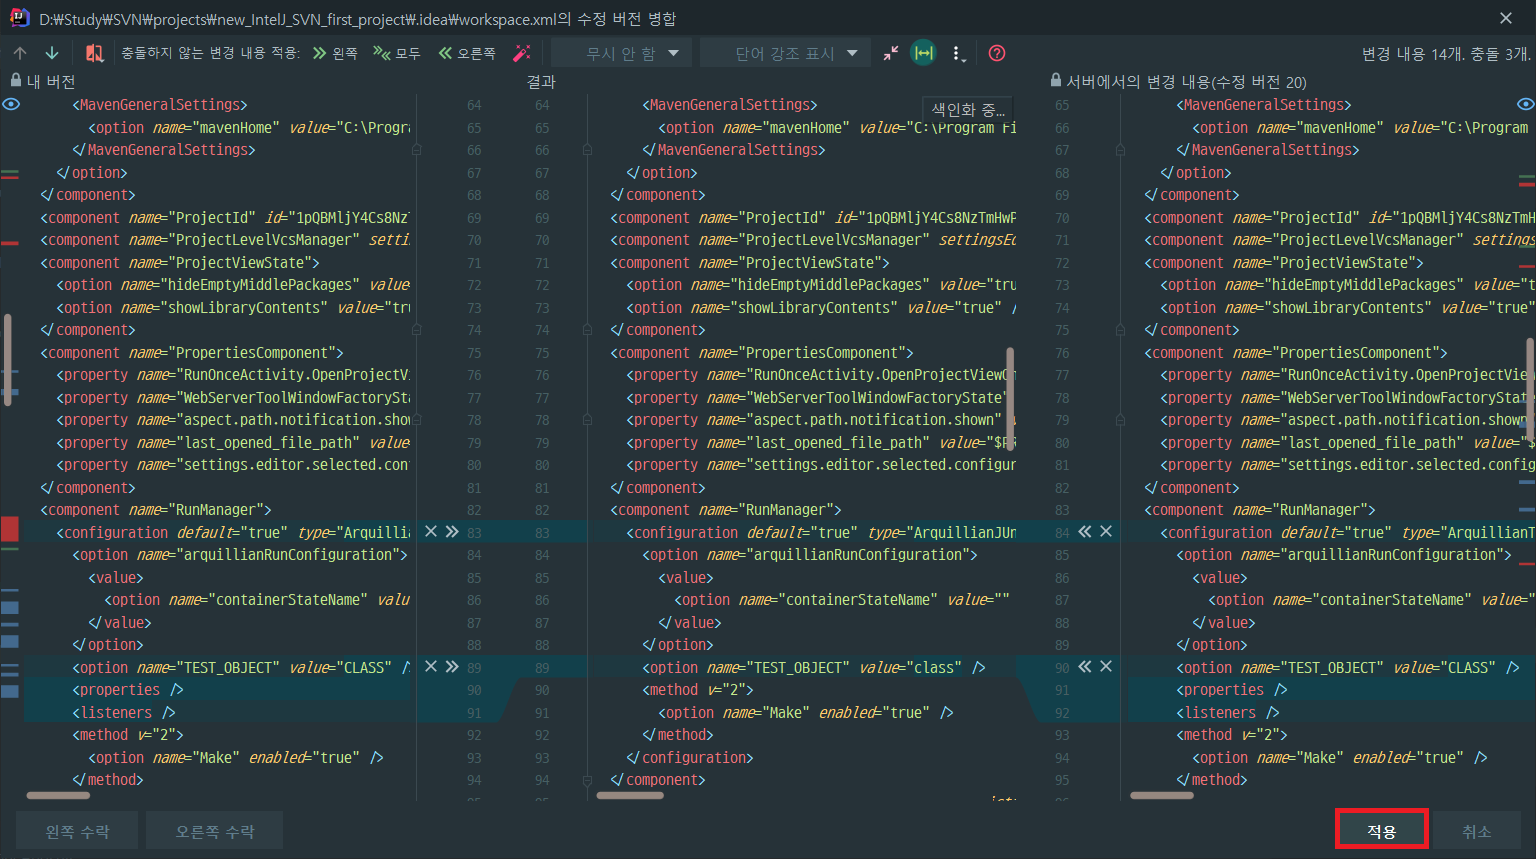 D:₩Study₩SVN₩projects₩new_IntelJ_SVN_first_project₩.idea₩workspace.xml의 수정 버전 병합
충돌하지 않는 변경 내용 적용: 왼쪽 모두 오른쪽 무시 안 함 단어 강조 표시 변경 내용 14개. 충돌 3개.
내 버전
결과
서버에서의 변경 내용(수정 버전 20)
색인화 중...
<MavenGeneralSettings> 64
<option name="mavenHome" value="C:\Progra 65
</MavenGeneralSettings> 66
</option> 67
</component> 68
<component name="ProjectId" id="1pQBMljY4Cs8NzT 69
<component name="ProjectLevelVcsManager" setti 70
<component name="ProjectViewState"> 71
<option name="hideEmptyMiddlePackages" value 72
<option name="showLibraryContents" value="tru 73
</component> 74
<component name="PropertiesComponent"> 75
<property name="RunOnceActivity.OpenProjectVi 76
<property name="WebServerToolWindowFactorySta 77
<property name="aspect.path.notification.show 78
<property name="last_opened_file_path" value 79
<property name="settings.editor.selected.con 80
</component> 81
<component name="RunManager"> 82
<configuration default="true" type="Arquillia 83
<option name="arquillianRunConfiguration"> 84
<value> 85
<option name="containerStateName" valu 86
</value> 87
</option> 88
<option name="TEST_OBJECT" value="CLASS" /> 89
<properties /> 90
<listeners /> 91
<method v="2"> 92
<option name="Make" enabled="true" /> 93
</method> 94
64 <MavenGeneralSettings>
65 <option name="mavenHome" value="C:\Program Fi
66 </MavenGeneralSettings>
67 </option>
68 </component>
69 <component name="ProjectId" id="1pQBMljY4Cs8NzTmHwP
70 <component name="ProjectLevelVcsManager" settingsEd
71 <component name="ProjectViewState">
72 <option name="hideEmptyMiddlePackages" value="tru
73 <option name="showLibraryContents" value="true" /
74 </component>
75 <component name="PropertiesComponent">
76 <property name="RunOnceActivity.OpenProjectViewOn
77 <property name="WebServerToolWindowFactoryState"
78 <property name="aspect.path.notification.shown"
79 <property name="last_opened_file_path" value="$PR
80 <property name="settings.editor.selected.configur
81 </component>
82 <component name="RunManager">
83 <configuration default="true" type="ArquillianJUn
84 <option name="arquillianRunConfiguration">
85 <value>
86 <option name="containerStateName" value=""
87 </value>
88 </option>
89 <option name="TEST_OBJECT" value="class" />
90 <method v="2">
91 <option name="Make" enabled="true" />
92 </method>
93 </configuration>
94 </component>
65 <MavenGeneralSettings>
66 <option name="mavenHome" value="C:\Program
67 </MavenGeneralSettings>
68 </option>
69 </component>
70 <component name="ProjectId" id="1pQBMljY4Cs8NzTmH
71 <component name="ProjectLevelVcsManager" settings
72 <component name="ProjectViewState">
73 <option name="hideEmptyMiddlePackages" value="t
74 <option name="showLibraryContents" value="true"
75 </component>
76 <component name="PropertiesComponent">
77 <property name="RunOnceActivity.OpenProjectView
78 <property name="WebServerToolWindowFactoryState
79 <property name="aspect.path.notification.shown
80 <property name="last_opened_file_path" value="$
81 <property name="settings.editor.selected.config
82 </component>
83 <component name="RunManager">
84 <configuration default="true" type="ArquillianT
85 <option name="arquillianRunConfiguration">
86 <value>
87 <option name="containerStateName" value="
88 </value>
89 </option>
90 <option name="TEST_OBJECT" value="CLASS" />
91 <properties />
92 <listeners />
93 <method v="2">
94 <option name="Make" enabled="true" />
95 </method>
왼쪽 수락 오른쪽 수락 적용 취소